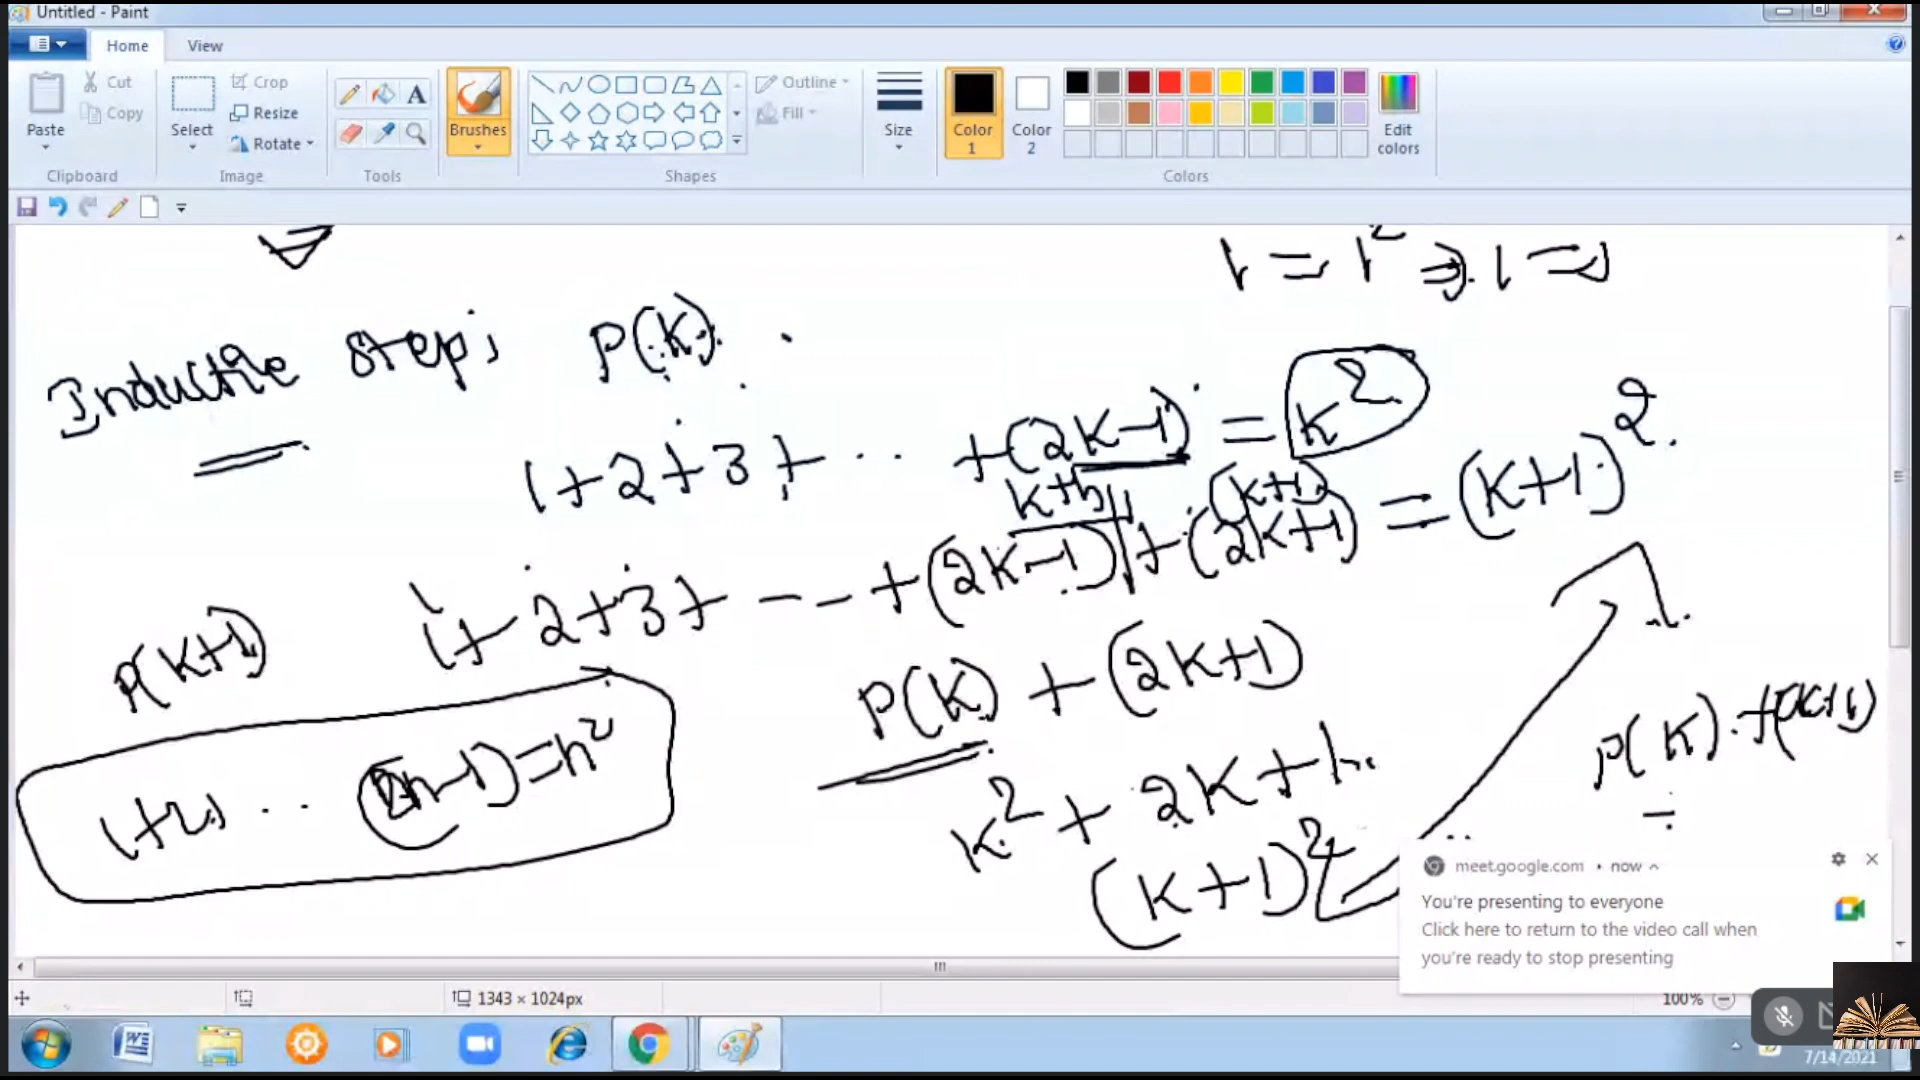 Untitled - Paint
Home View
Paste Cut Copy Clipboard
Select Crop Resize Rotate Image
Tools
Brushes
Shapes
Outline Fill
Size
Color 1 Color 2
Edit colors
Colors
1 = 1² ⇒ 1 =
Inductive Step; P(K).
1+2+3+ ... +(2K-1) = K²
K+1 (K+1)
P(K+1) 1+2+3+ --- +(2K-1)+(2K+1) = (K+1)².
P(K) + (2K+1)
P(K).+
... (2n-1)=n²
K² + 2K+1
(K+1)²
meet.google.com • now
You're presenting to everyone
Click here to return to the video call when
you're ready to stop presenting
1343 × 1024px
100%
7/14/2021